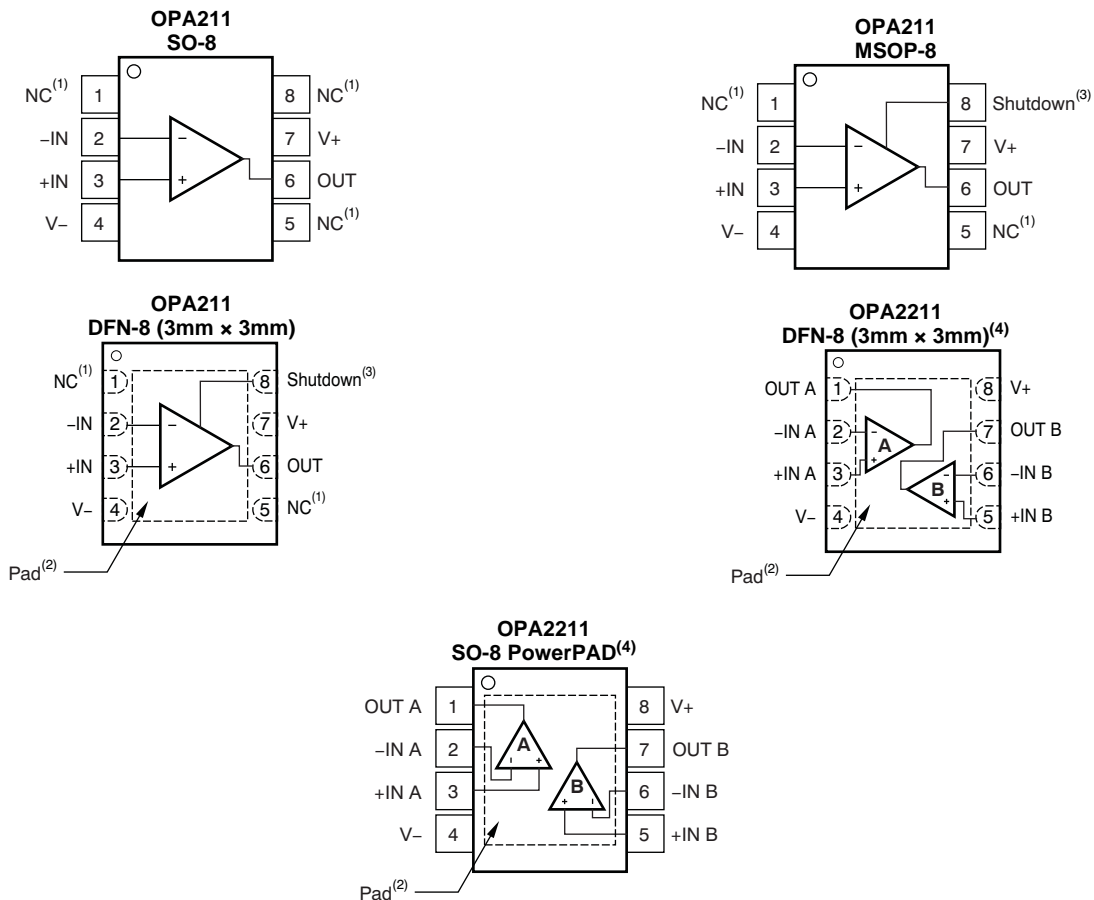 OPA211
SO-8
NC(1) 1 8 NC(1)
−IN 2 − 7 V+
+IN 3 + 6 OUT
V− 4 5 NC(1)
OPA211
MSOP-8
NC(1) 1 8 Shutdown(3)
−IN 2 − 7 V+
+IN 3 + 6 OUT
V− 4 5 NC(1)
OPA211
DFN-8 (3mm × 3mm)
NC(1) 1 8 Shutdown(3)
−IN 2 − 7 V+
+IN 3 + 6 OUT
V− 4 5 NC(1)
Pad(2)
OPA2211
DFN-8 (3mm × 3mm)(4)
OUT A 1 8 V+
−IN A 2 − A 7 OUT B
+IN A 3 + B − 6 −IN B
V− 4 + 5 +IN B
Pad(2)
OPA2211
SO-8 PowerPAD(4)
OUT A 1 8 V+
−IN A 2 A − + 7 OUT B
+IN A 3 B + − 6 −IN B
V− 4 5 +IN B
Pad(2)